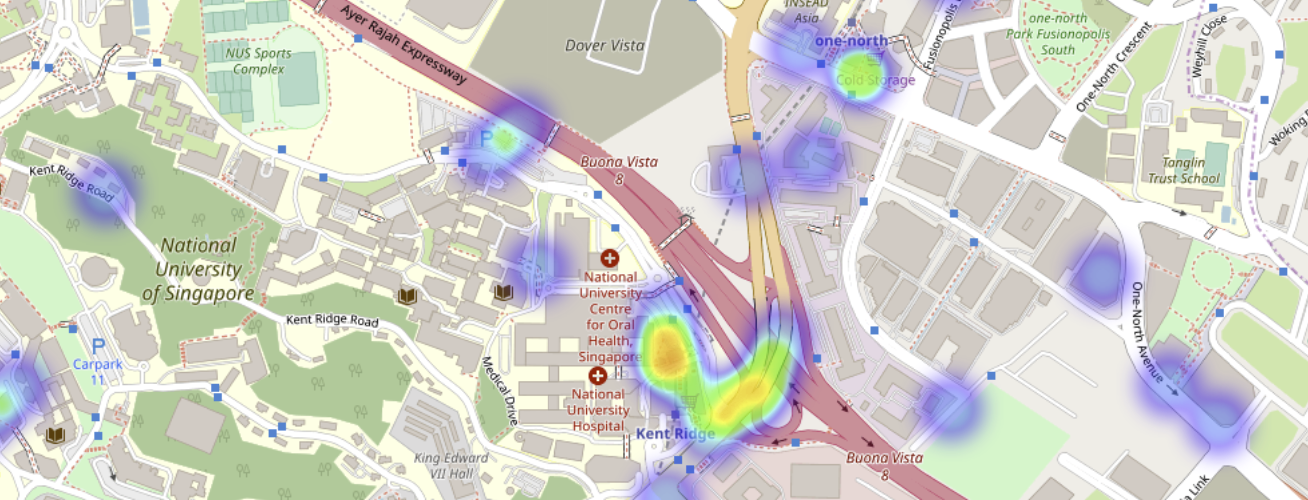 INSEAD
Asia
one-north
Cold Storage
Fusionopolis
one-north
Park Fusionopolis
South
One-North Crescent
Weyhill Close
Ayer Rajah Expressway
Dover Vista
NUS Sports
Complex
P
Buona Vista
8
Tanglin
Trust School
Kent Ridge Road
National
University
of Singapore
National
University
Centre
for Oral
Health,
Singapore
Kent Ridge Road
One-North Avenue
P
Carpark
11
Medical Drive
National
University
Hospital
Kent Ridge
King Edward
VII Hall
Buona Vista
8
Link